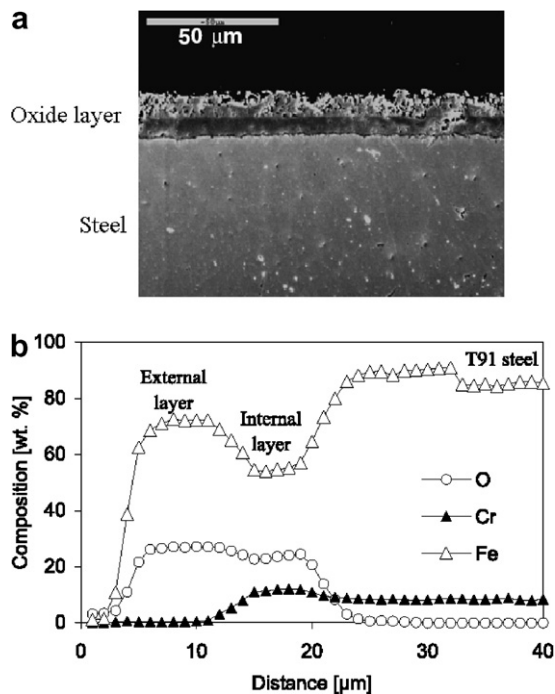 a
50 μm
Oxide layer
Steel
b
Composition [wt. %]
100
80
60
40
20
0
External
layer
Internal
layer
T91 steel
O
Cr
Fe
0
10
20
30
40
Distance [μm]